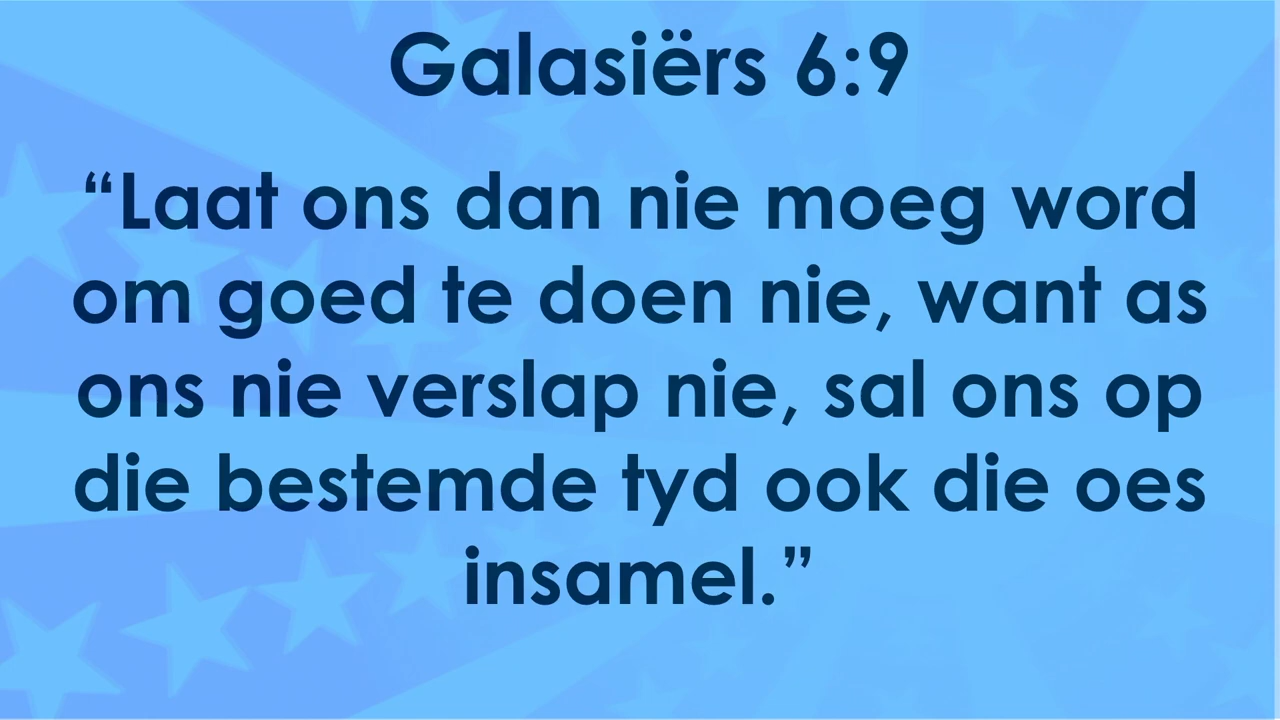 Galasiërs 6:9
“Laat ons dan nie moeg word
om goed te doen nie, want as
ons nie verslap nie, sal ons op
die bestemde tyd ook die oes
insamel.”